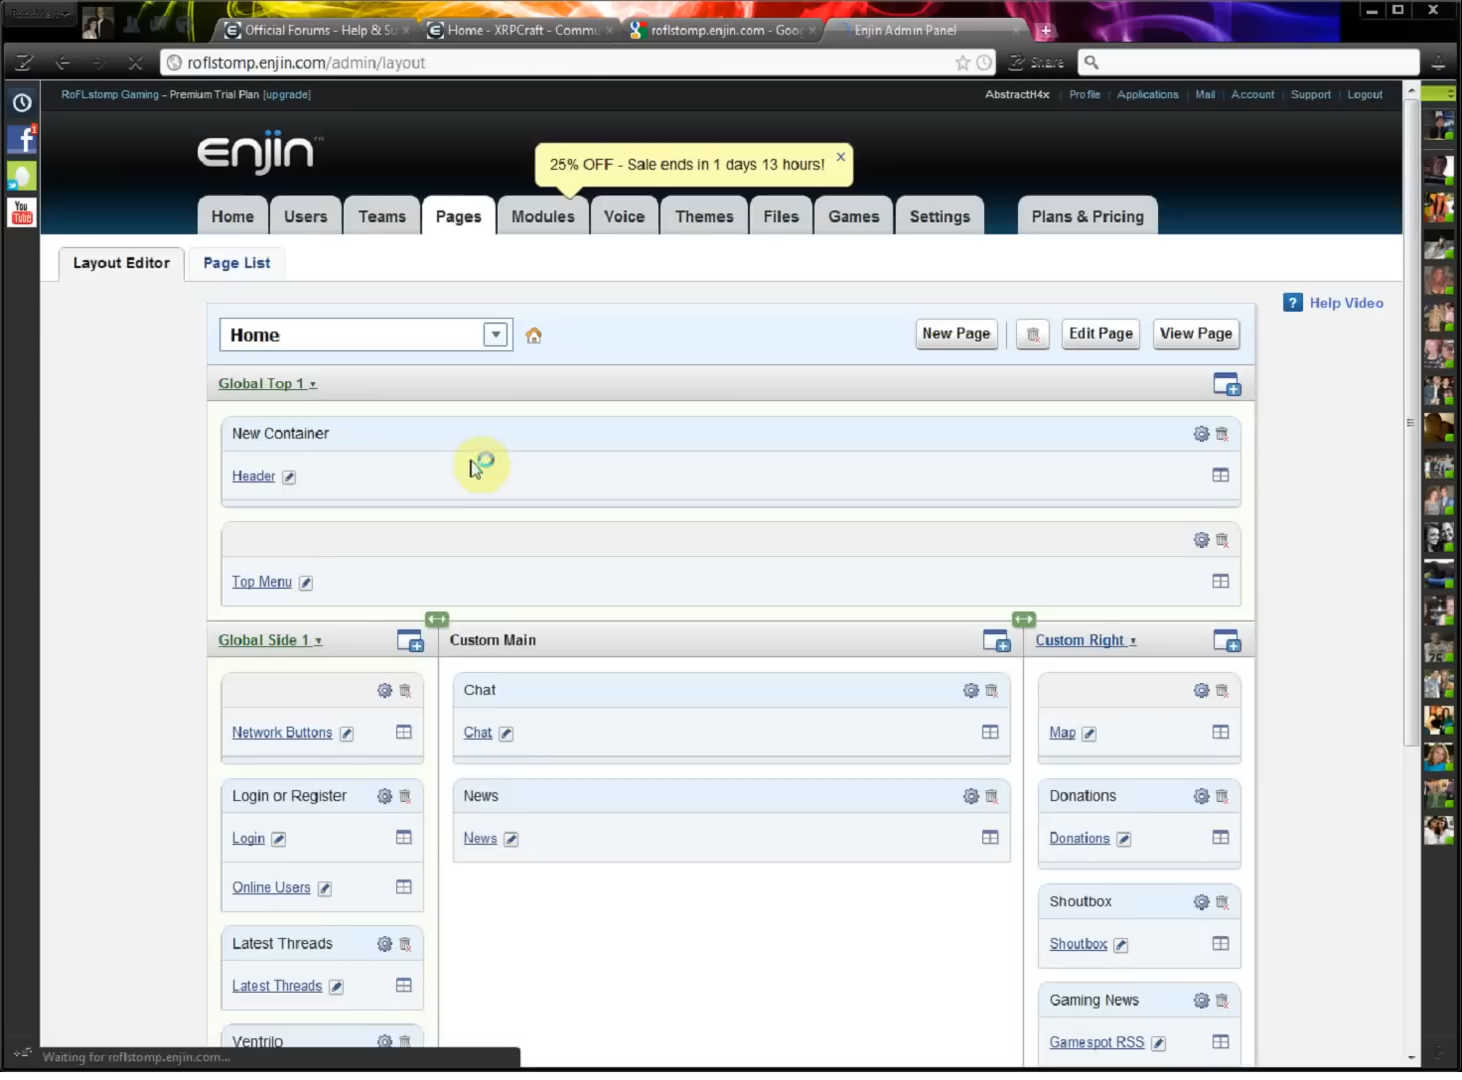 Official Forums - Help & Su
Home - XRPCraft - Commu
roflstomp.enjin.com - Goo
Enjin Admin Panel
roflstomp.enjin.com/admin/layout
Share
RoFLstomp Gaming - Premium Trial Plan [upgrade]
AbstractH4x | Profile | Applications | Mail | Account | Support | Logout
enjin™
25% OFF - Sale ends in 1 days 13 hours! x
Home Users Teams Pages Modules Voice Themes Files Games Settings Plans & Pricing
Layout Editor Page List
? Help Video
Home
New Page
Edit Page
View Page
Global Top 1
New Container
Header
Top Menu
Global Side 1
Custom Main
Custom Right
Network Buttons
Login or Register
Login
Online Users
Latest Threads
Latest Threads
Ventrilo
Chat
Chat
News
News
Map
Donations
Donations
Shoutbox
Shoutbox
Gaming News
Gamespot RSS
You
Tube
f
1
Waiting for roflstomp.enjin.com...